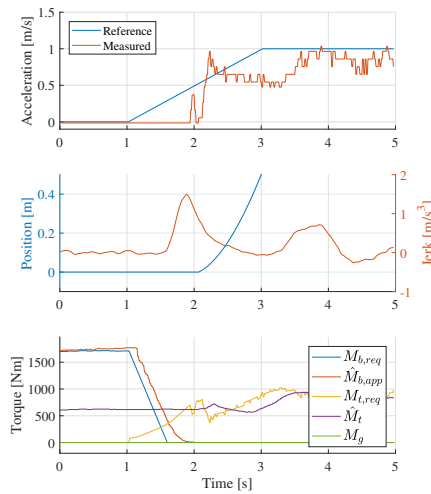 1.5
1
0.5
0
Acceleration [m/s]
Reference
Measured
0 1 2 3 4 5
0.4
0.2
0
Position [m]
2
1
0
-1
Jerk [m/s³]
0 1 2 3 4 5
1500
1000
500
0
Torque [Nm]
M_{b,req}
M̂_{b,app}
M_{t,req}
M̂_t
M_g
0 1 2 3 4 5
Time [s]